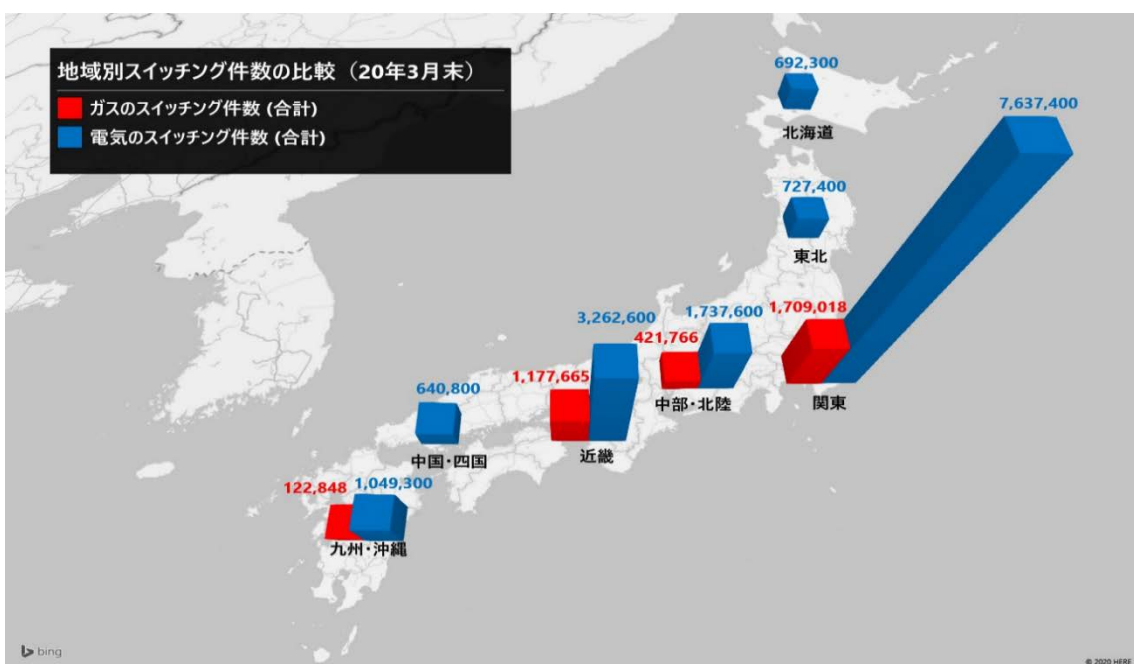 地域別スイッチング件数の比較（20年3月末）
ガスのスイッチング件数 (合計)
電気のスイッチング件数 (合計)
692,300
北海道
7,637,400
727,400
東北
1,709,018
関東
421,766
1,737,600
中部・北陸
3,262,600
1,177,665
近畿
640,800
中国・四国
122,848
1,049,300
九州・沖縄
bing
© 2020 HERE